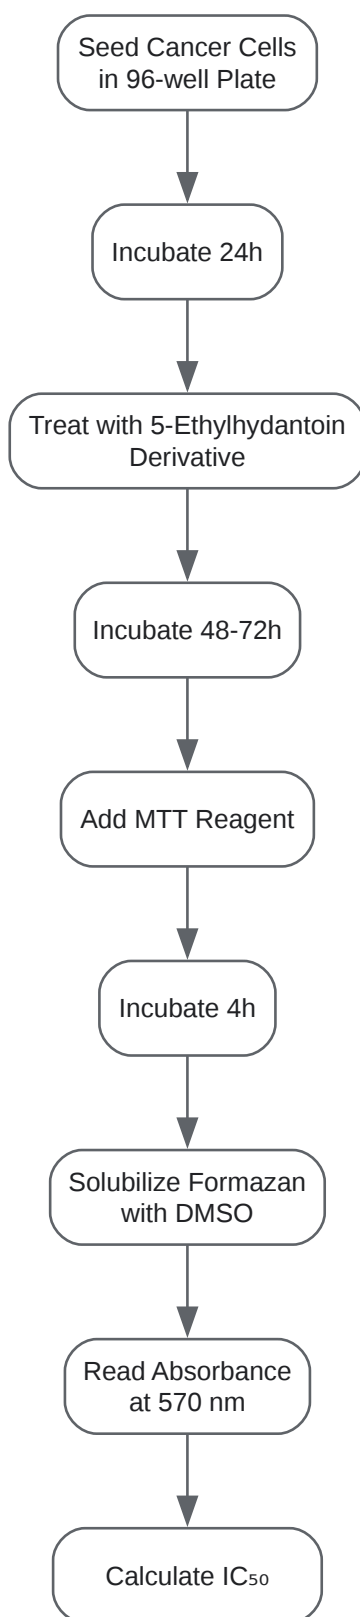 Seed Cancer Cells
in 96-well Plate
Incubate 24h
Treat with 5-Ethylhydantoin
Derivative
Incubate 48-72h
Add MTT Reagent
Incubate 4h
Solubilize Formazan
with DMSO
Read Absorbance
at 570 nm
Calculate IC₅₀